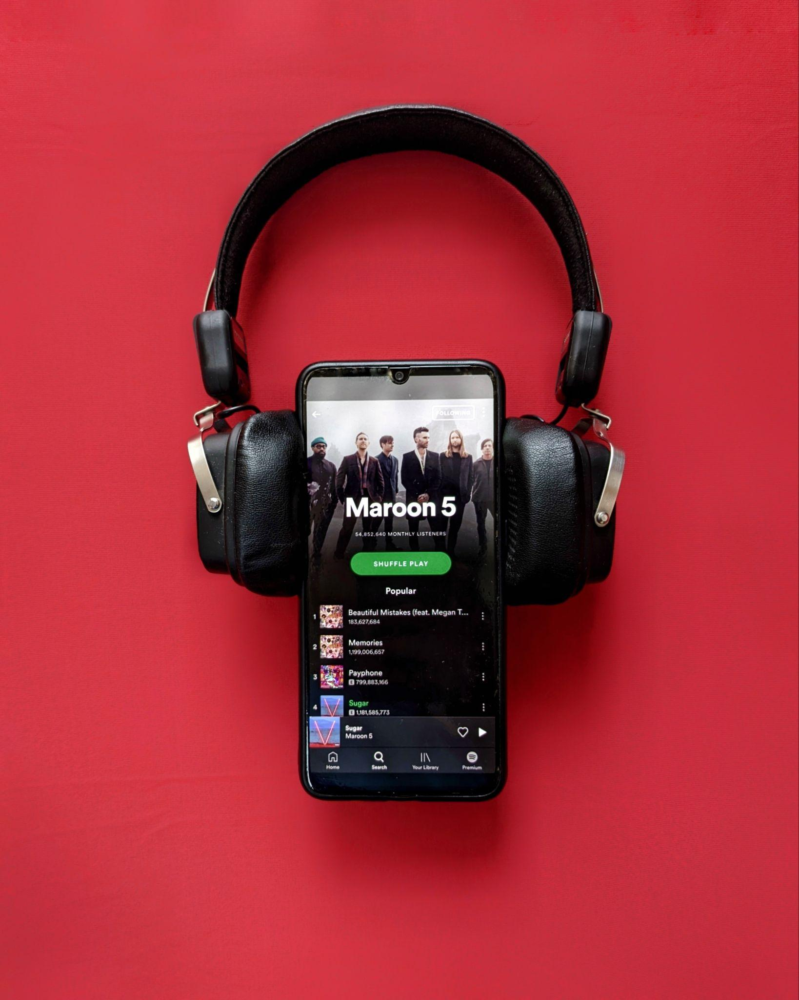 FOLLOWING
Maroon 5
54,852,640 MONTHLY LISTENERS
SHUFFLE PLAY
Popular
1
Beautiful Mistakes (feat. Megan T...
183,627,684
2
Memories
1,199,006,657
3
Payphone
E 799,883,166
4
Sugar
E 1,181,585,773
Sugar
Maroon 5
Home Search Your Library Premium